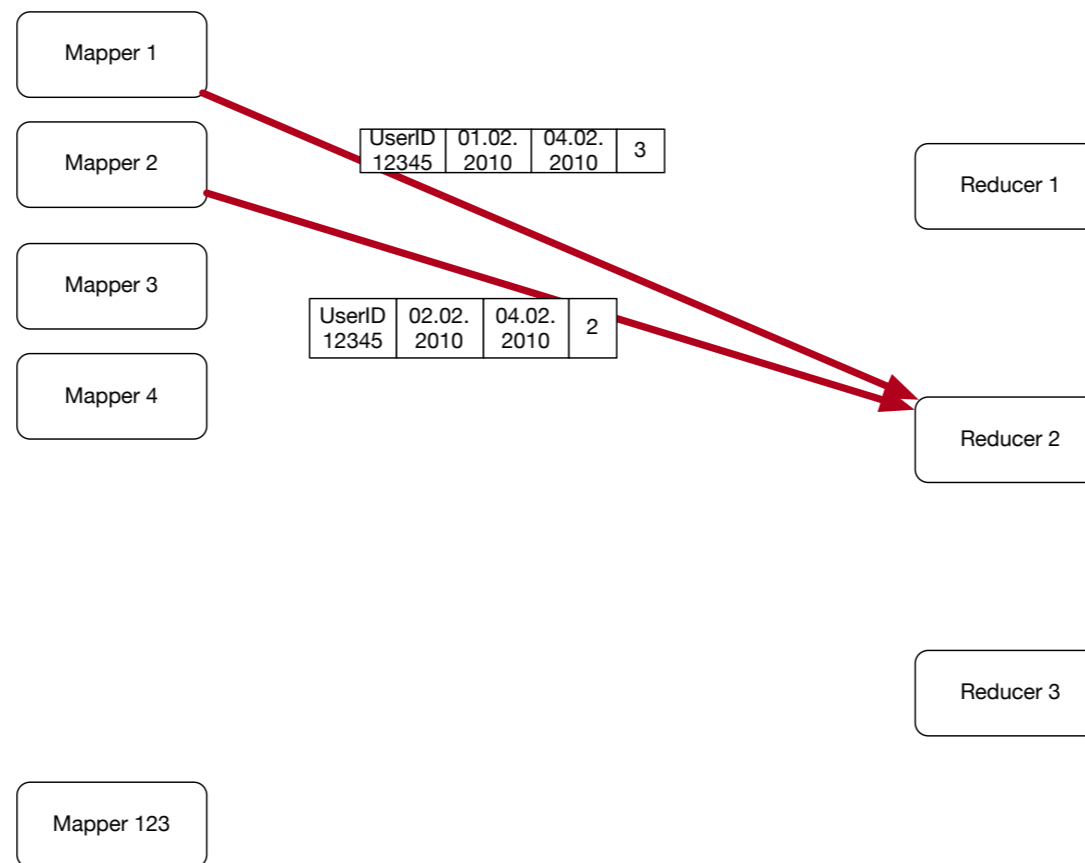 Mapper 1
Mapper 2
Mapper 3
Mapper 4
Mapper 123
UserID 01.02. 04.02. 3
12345 2010 2010
UserID 02.02. 04.02. 2
12345 2010 2010
Reducer 1
Reducer 2
Reducer 3